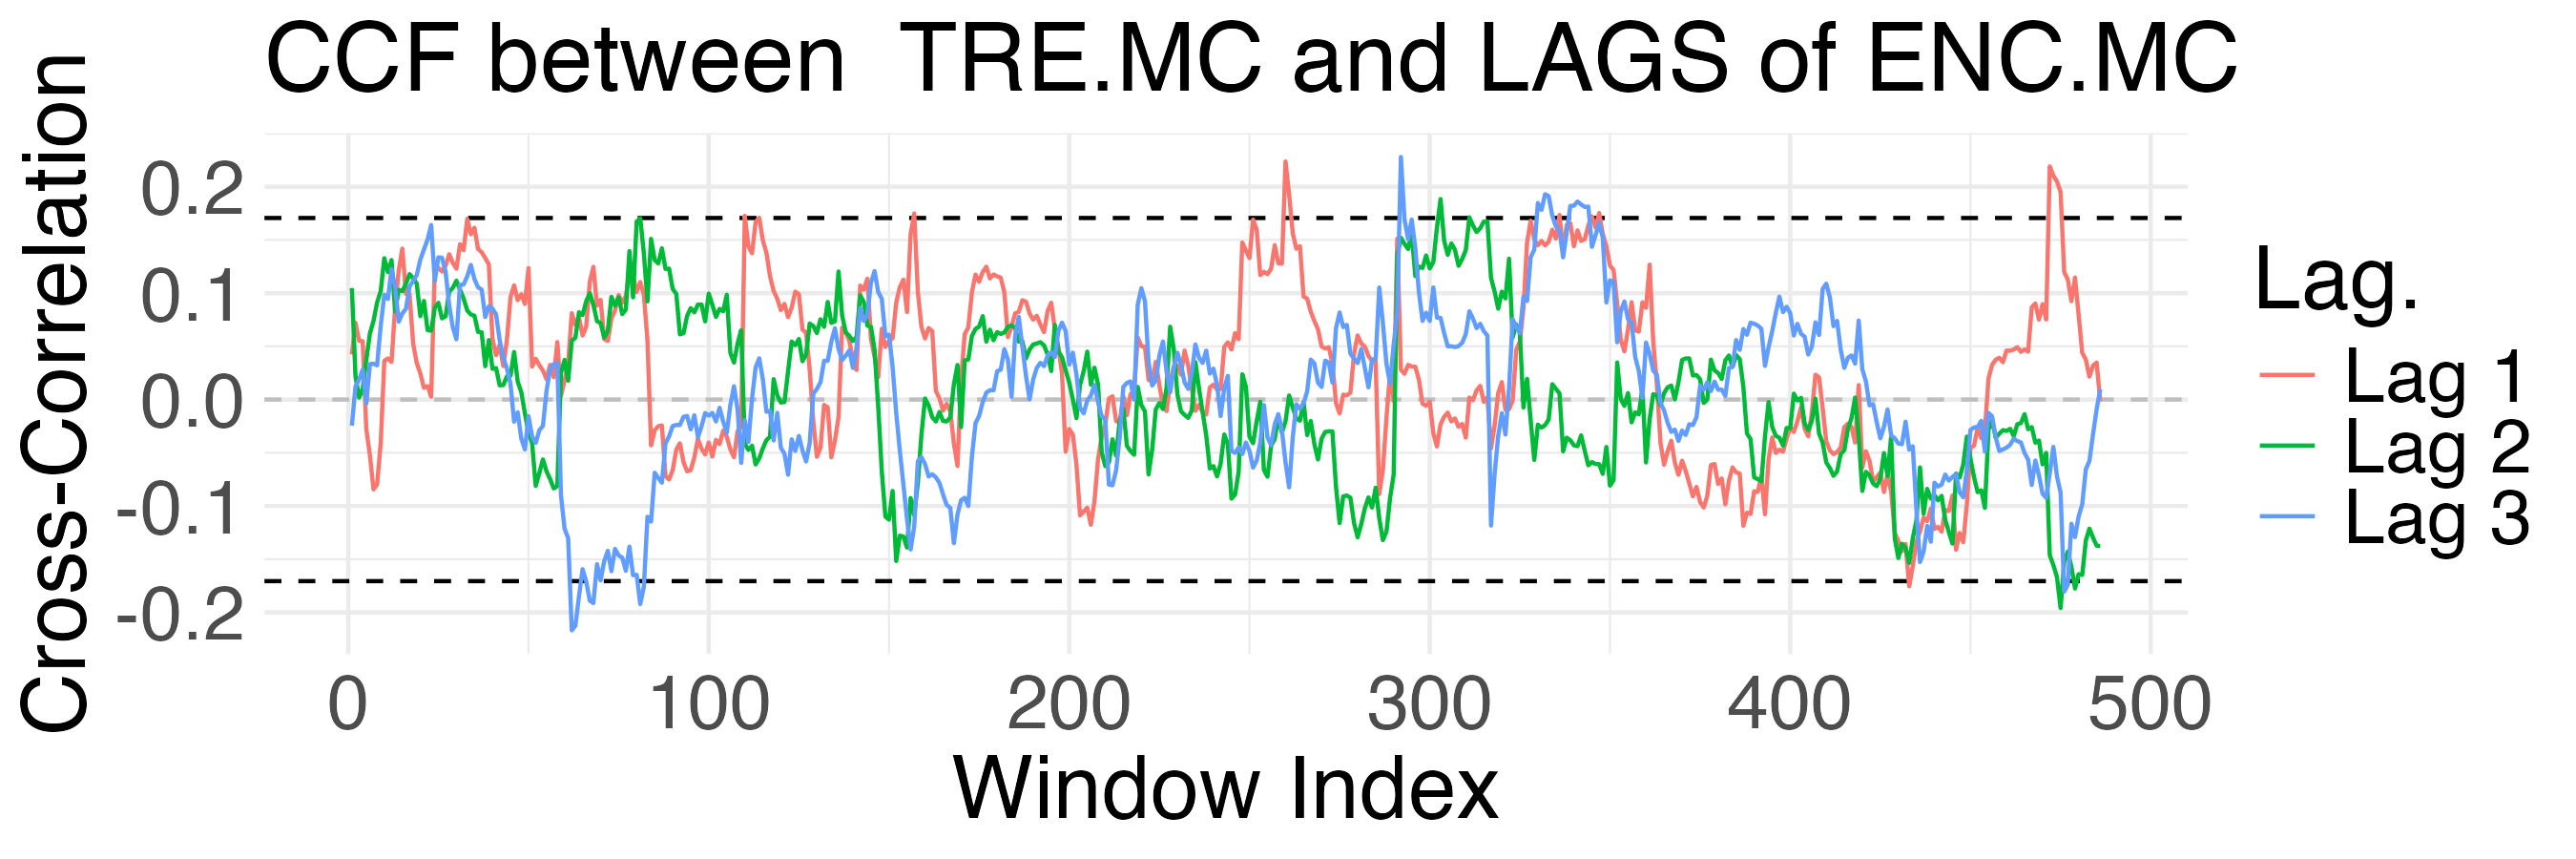 CCF between  TRE.MC and LAGS of ENC.MC
Cross-Correlation
0.2
0.1
0.0
-0.1
-0.2
0 100 200 300 400 500
Window Index
Lag.
Lag 1
Lag 2
Lag 3